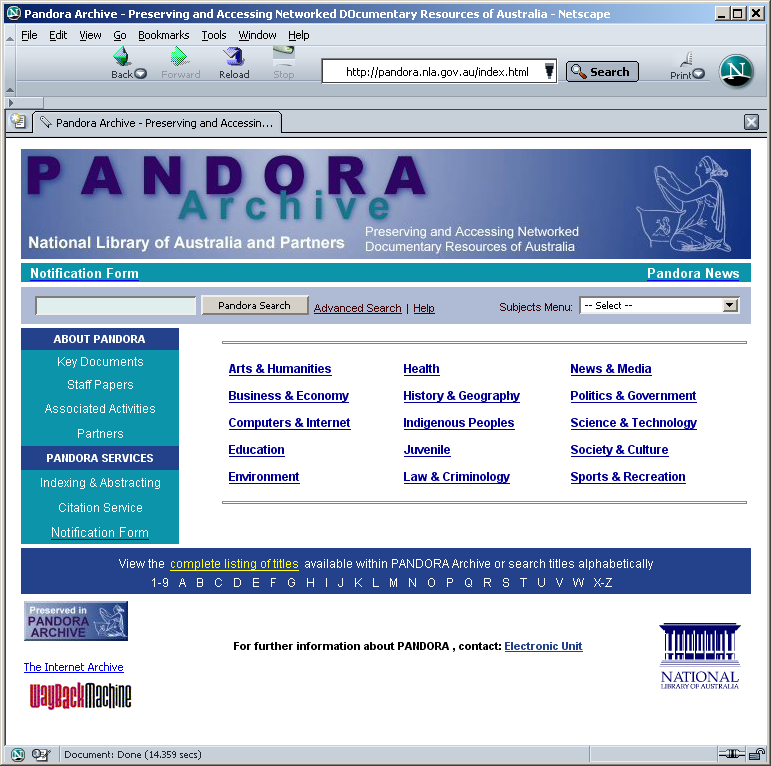 Pandora Archive - Preserving and Accessing Networked DOcumentary Resources of Australia - Netscape
File Edit View Go Bookmarks Tools Window Help
Back Forward Reload Stop http://pandora.nla.gov.au/index.html Search Print N
Pandora Archive - Preserving and Accessin...
PANDORA
Archive
National Library of Australia and Partners
Preserving and Accessing Networked
Documentary Resources of Australia
Notification Form Pandora News
Pandora Search Advanced Search | Help Subjects Menu: -- Select --
ABOUT PANDORA
Key Documents
Staff Papers
Associated Activities
Partners
PANDORA SERVICES
Indexing & Abstracting
Citation Service
Notification Form
Arts & Humanities Health News & Media
Business & Economy History & Geography Politics & Government
Computers & Internet Indigenous Peoples Science & Technology
Education Juvenile Society & Culture
Environment Law & Criminology Sports & Recreation
View the complete listing of titles available within PANDORA Archive or search titles alphabetically
1-9 A B C D E F G H I J K L M N O P Q R S T U V W X-Z
Preserved in
PANDORA
ARCHIVE
The Internet Archive
WayBackMachine
For further information about PANDORA , contact: Electronic Unit
NATIONAL
LIBRARY OF AUSTRALIA
Document: Done (14.359 secs)